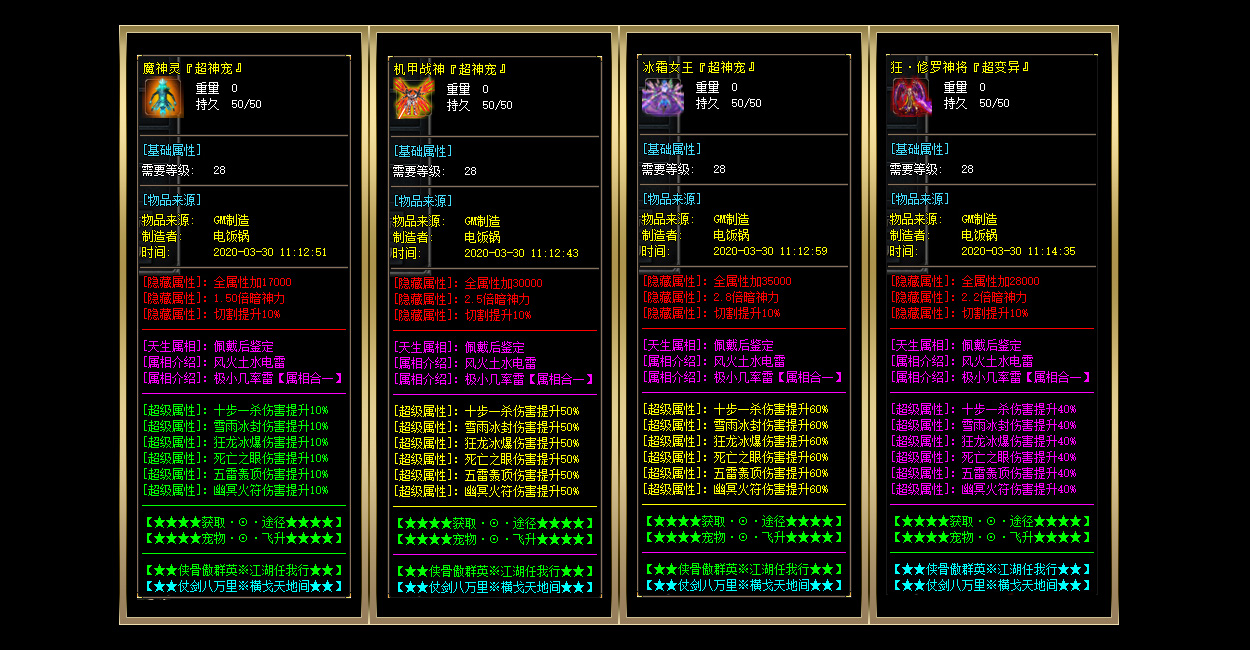 魔神灵『超神宠』
重量 0
持久 50/50
[基础属性]
需要等级: 28
[物品来源]
物品来源: GM制造
制造者: 电饭锅
时间: 2020-03-30 11:12:51
[隐藏属性]: 全属性加17000
[隐藏属性]: 1.50倍暗神力
[隐藏属性]: 切割提升10%
[天生属相]: 佩戴后鉴定
[属相介绍]: 风火土水电雷
[属相介绍]: 极小几率雷【属相合一】
[超级属性]: 十步一杀伤害提升10%
[超级属性]: 雪雨冰封伤害提升10%
[超级属性]: 狂龙冰爆伤害提升10%
[超级属性]: 死亡之眼伤害提升10%
[超级属性]: 五雷轰顶伤害提升10%
[超级属性]: 幽冥火符伤害提升10%
【★★★★获取·⊙·途径★★★★】
【★★★★宠物·⊙·飞升★★★★】
【★★侠骨傲群英※江湖任我行★★】
【★★仗剑八万里※横戈天地间★★】
机甲战神『超神宠』
重量 0
持久 50/50
[基础属性]
需要等级: 28
[物品来源]
物品来源: GM制造
制造者: 电饭锅
时间: 2020-03-30 11:12:43
[隐藏属性]: 全属性加30000
[隐藏属性]: 2.5倍暗神力
[隐藏属性]: 切割提升10%
[天生属相]: 佩戴后鉴定
[属相介绍]: 风火土水电雷
[属相介绍]: 极小几率雷【属相合一】
[超级属性]: 十步一杀伤害提升50%
[超级属性]: 雪雨冰封伤害提升50%
[超级属性]: 狂龙冰爆伤害提升50%
[超级属性]: 死亡之眼伤害提升50%
[超级属性]: 五雷轰顶伤害提升50%
[超级属性]: 幽冥火符伤害提升50%
【★★★★获取·⊙·途径★★★★】
【★★★★宠物·⊙·飞升★★★★】
【★★侠骨傲群英※江湖任我行★★】
【★★仗剑八万里※横戈天地间★★】
冰霜女王『超神宠』
重量 0
持久 50/50
[基础属性]
需要等级: 28
[物品来源]
物品来源: GM制造
制造者: 电饭锅
时间: 2020-03-30 11:12:59
[隐藏属性]: 全属性加35000
[隐藏属性]: 2.8倍暗神力
[隐藏属性]: 切割提升10%
[天生属相]: 佩戴后鉴定
[属相介绍]: 风火土水电雷
[属相介绍]: 极小几率雷【属相合一】
[超级属性]: 十步一杀伤害提升60%
[超级属性]: 雪雨冰封伤害提升60%
[超级属性]: 狂龙冰爆伤害提升60%
[超级属性]: 死亡之眼伤害提升60%
[超级属性]: 五雷轰顶伤害提升60%
[超级属性]: 幽冥火符伤害提升60%
【★★★★获取·⊙·途径★★★★】
【★★★★宠物·⊙·飞升★★★★】
【★★侠骨傲群英※江湖任我行★★】
【★★仗剑八万里※横戈天地间★★】
狂·修罗神将『超变异』
重量 0
持久 50/50
[基础属性]
需要等级: 28
[物品来源]
物品来源: GM制造
制造者: 电饭锅
时间: 2020-03-30 11:14:35
[隐藏属性]: 全属性加28000
[隐藏属性]: 2.2倍暗神力
[隐藏属性]: 切割提升10%
[天生属相]: 佩戴后鉴定
[属相介绍]: 风火土水电雷
[属相介绍]: 极小几率雷【属相合一】
[超级属性]: 十步一杀伤害提升40%
[超级属性]: 雪雨冰封伤害提升40%
[超级属性]: 狂龙冰爆伤害提升40%
[超级属性]: 死亡之眼伤害提升40%
[超级属性]: 五雷轰顶伤害提升40%
[超级属性]: 幽冥火符伤害提升40%
【★★★★获取·⊙·途径★★★★】
【★★★★宠物·⊙·飞升★★★★】
【★★侠骨傲群英※江湖任我行★★】
【★★仗剑八万里※横戈天地间★★】